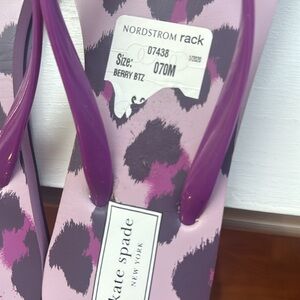 NORDSTROM rack
07438
Size: 070M
BERRY BTZ
kate spade
NEW YORK